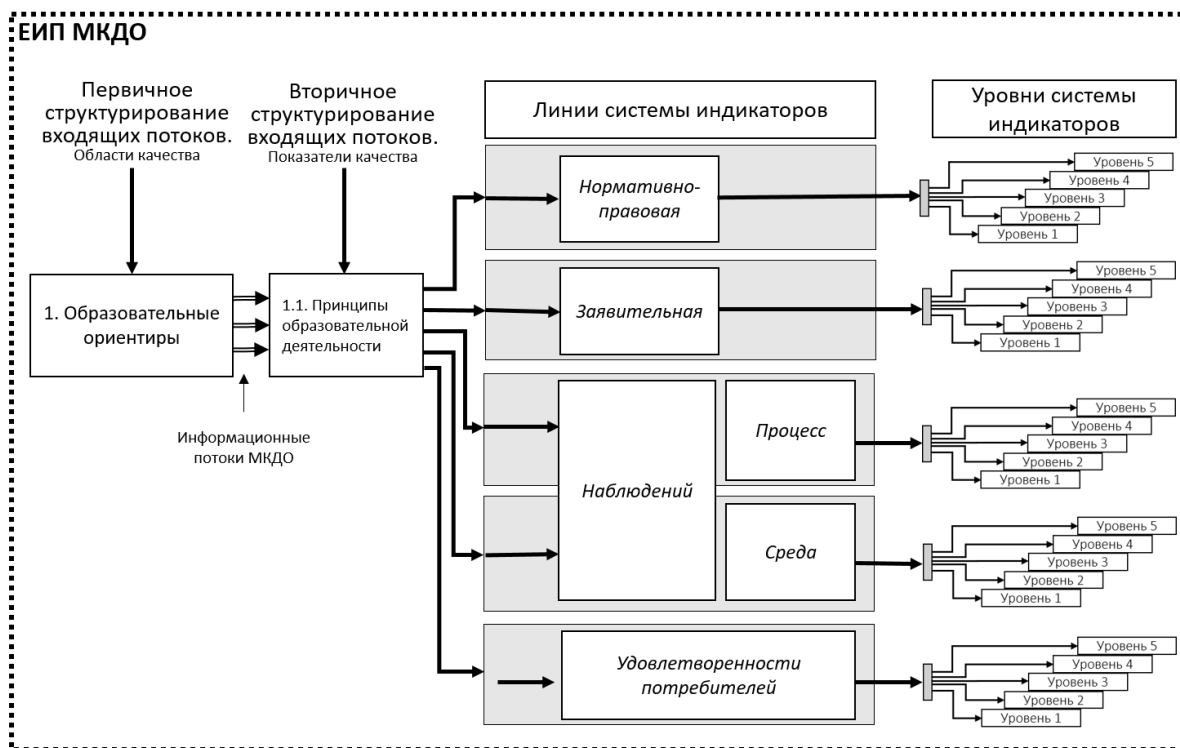 ЕИП МКДО
Первичное
структурирование
входящих потоков.
Области качества
Вторичное
структурирование
входящих потоков.
Показатели качества
Линии системы индикаторов
Уровни системы
индикаторов
1. Образовательные
ориентиры
1.1. Принципы
образовательной
деятельности
Информационные
потоки МКДО
Нормативно-
правовая
Уровень 5
Уровень 4
Уровень 3
Уровень 2
Уровень 1
Заявительная
Уровень 5
Уровень 4
Уровень 3
Уровень 2
Уровень 1
Наблюдений
Процесс
Уровень 5
Уровень 4
Уровень 3
Уровень 2
Уровень 1
Среда
Уровень 5
Уровень 4
Уровень 3
Уровень 2
Уровень 1
Удовлетворенности
потребителей
Уровень 5
Уровень 4
Уровень 3
Уровень 2
Уровень 1